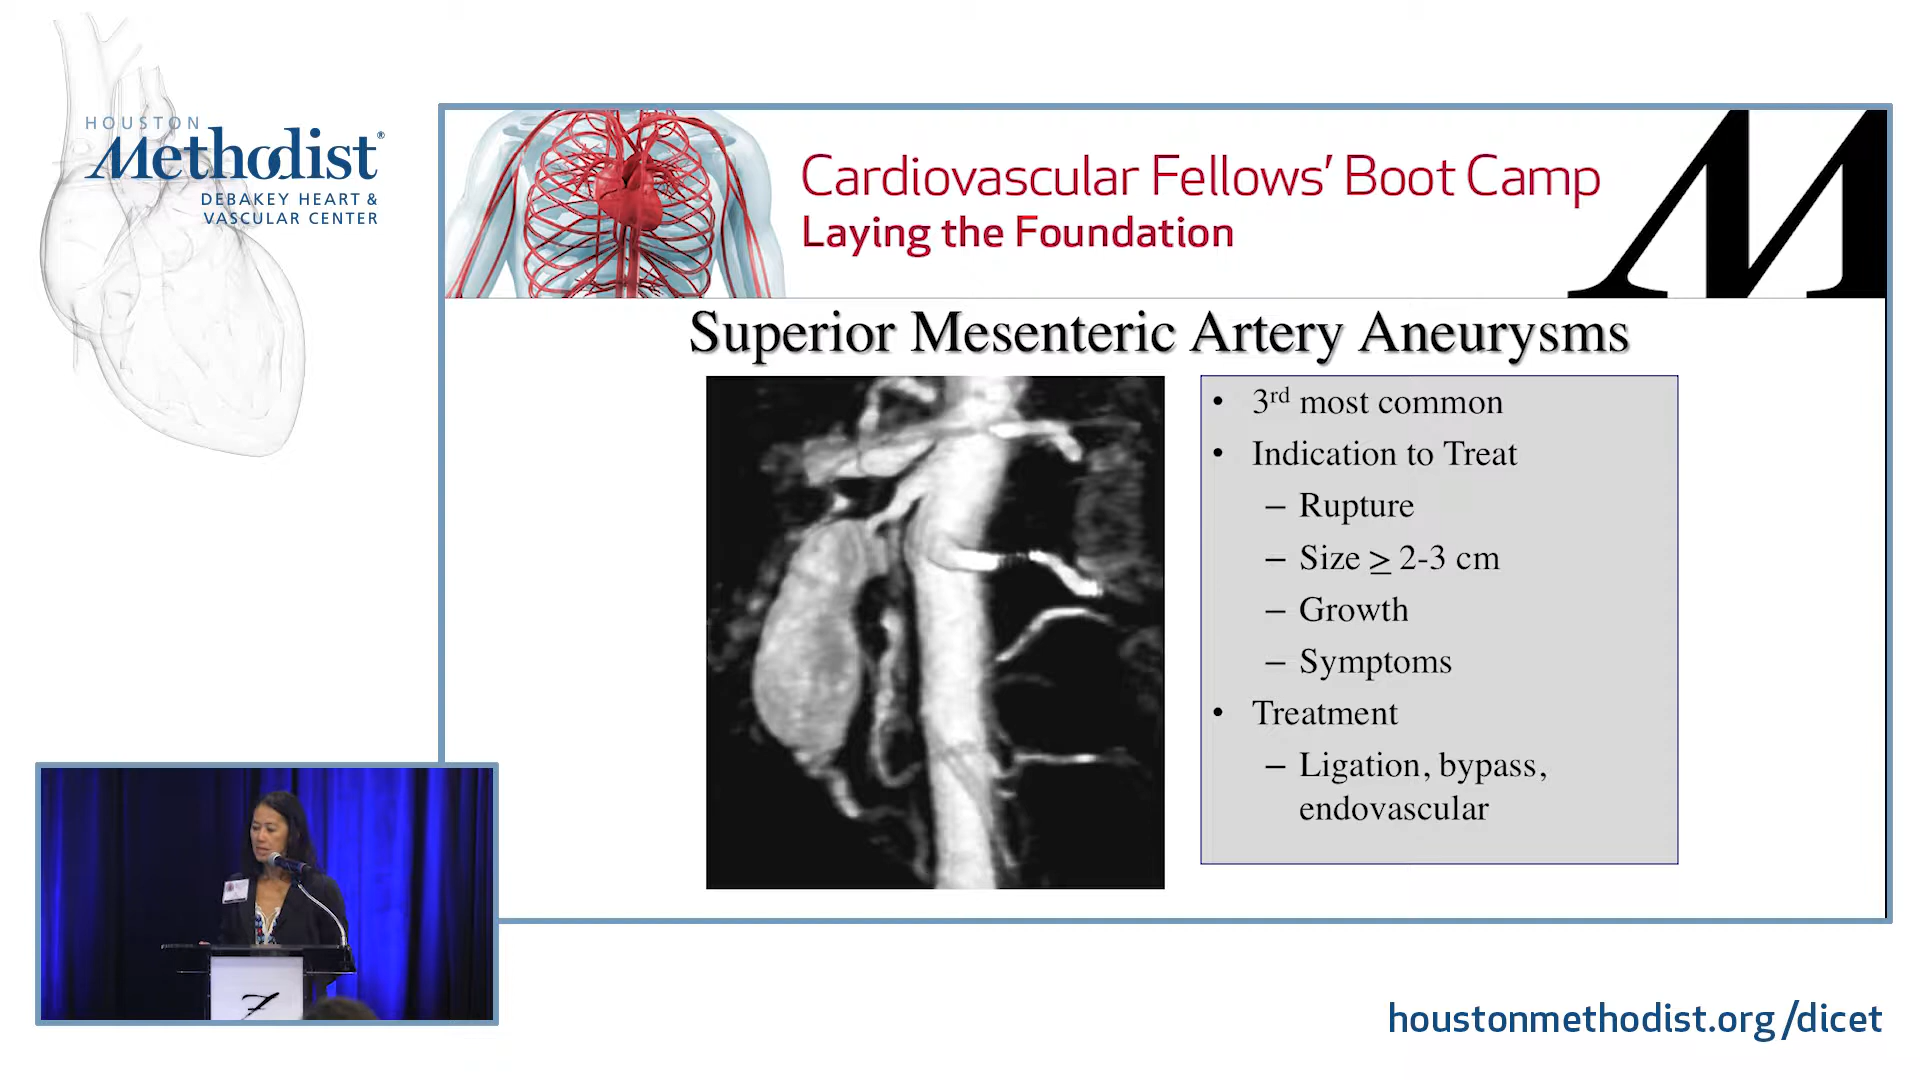 HOUSTON
Methodist®
DEBAKEY HEART &
VASCULAR CENTER
Cardiovascular Fellows' Boot Camp
Laying the Foundation
M
Superior Mesenteric Artery Aneurysms
• 3rd most common
• Indication to Treat
– Rupture
– Size ≥ 2-3 cm
– Growth
– Symptoms
• Treatment
– Ligation, bypass,
endovascular
houstonmethodist.org/dicet